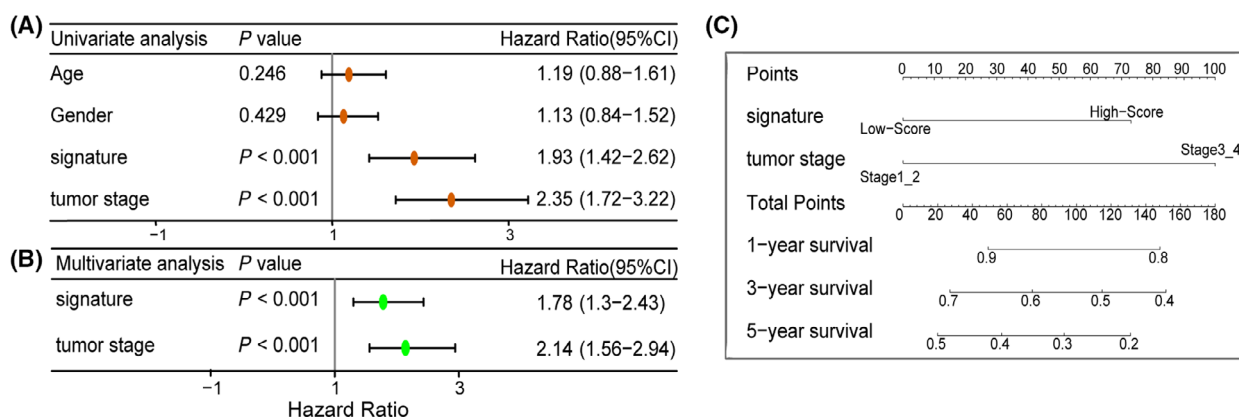 (A)
Univariate analysis P value Hazard Ratio(95%CI)
Age 0.246 1.19 (0.88−1.61)
Gender 0.429 1.13 (0.84−1.52)
signature P < 0.001 1.93 (1.42−2.62)
tumor stage P < 0.001 2.35 (1.72−3.22)
−1 1 3
(B)
Multivariate analysis P value Hazard Ratio(95%CI)
signature P < 0.001 1.78 (1.3−2.43)
tumor stage P < 0.001 2.14 (1.56−2.94)
−1 1 3
Hazard Ratio
(C)
Points 0 10 20 30 40 50 60 70 80 90 100
signature
High−Score
Low−Score
tumor stage
Stage3_4
Stage1_2
Total Points 0 20 40 60 80 100 120 140 160 180
1−year survival
0.9 0.8
3−year survival
0.7 0.6 0.5 0.4
5−year survival
0.5 0.4 0.3 0.2